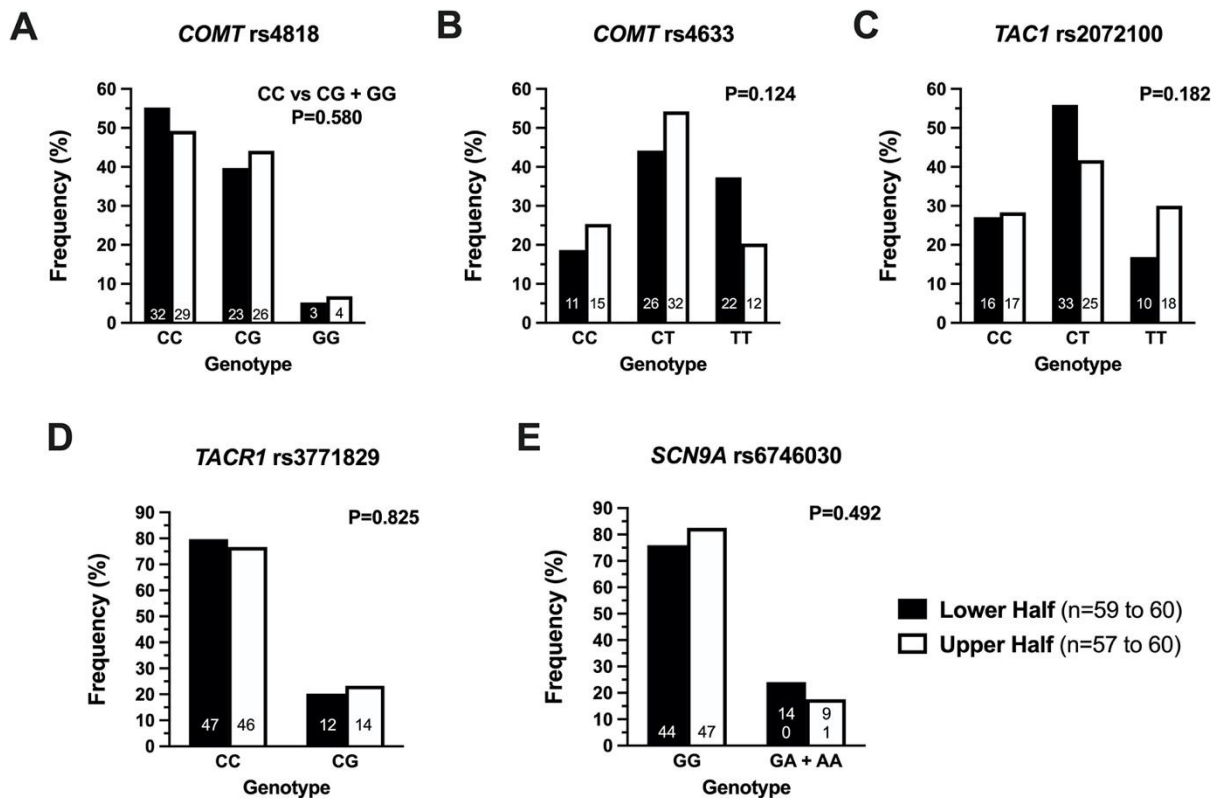 A
COMT rs4818
Frequency (%)
60
50
40
30
20
10
0
CC vs CG + GG
P=0.580
32 29 23 26 3 4
CC CG GG
Genotype
B
COMT rs4633
Frequency (%)
60
50
40
30
20
10
0
P=0.124
11 15 26 32 22 12
CC CT TT
Genotype
C
TAC1 rs2072100
Frequency (%)
60
50
40
30
20
10
0
P=0.182
16 17 33 25 10 18
CC CT TT
Genotype
D
TACR1 rs3771829
Frequency (%)
90
80
70
60
50
40
30
20
10
0
P=0.825
47 46 12 14
CC CG
Genotype
E
SCN9A rs6746030
Frequency (%)
90
80
70
60
50
40
30
20
10
0
P=0.492
44 47 14 9
0 1
GG GA + AA
Genotype
Lower Half (n=59 to 60)
Upper Half (n=57 to 60)